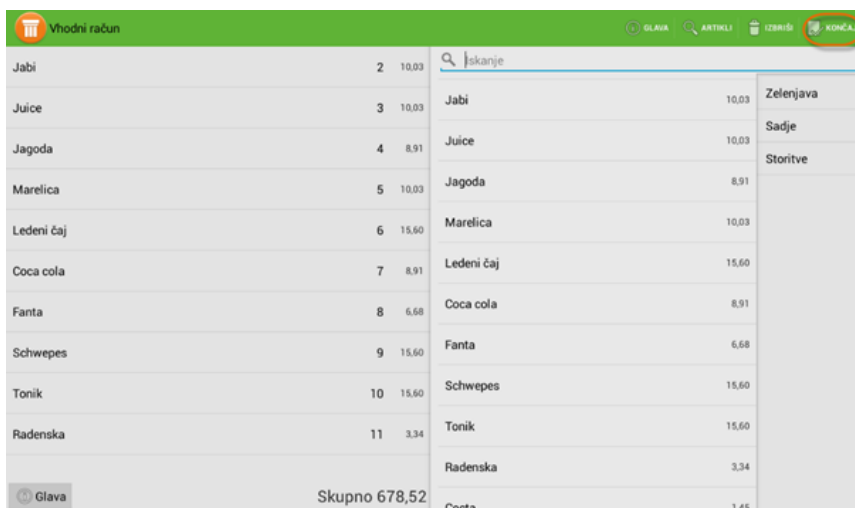 Vhodni račun
GLAVA ARTIKLI IZBRIŠI KONČA
Iskanje
Jabi 2 10,03
Juice 3 10,03
Jagoda 4 8,91
Marelica 5 10,03
Ledeni čaj 6 15,60
Coca cola 7 8,91
Fanta 8 6,68
Schwepes 9 15,60
Tonik 10 15,60
Radenska 11 3,34
Glava Skupno 678,52
Jabi 10,03
Juice 10,03
Jagoda 8,91
Marelica 10,03
Ledeni čaj 15,60
Coca cola 8,91
Fanta 6,68
Schwepes 15,60
Tonik 15,60
Radenska 3,34
Costa 1,45
Zelenjava
Sadje
Storitve